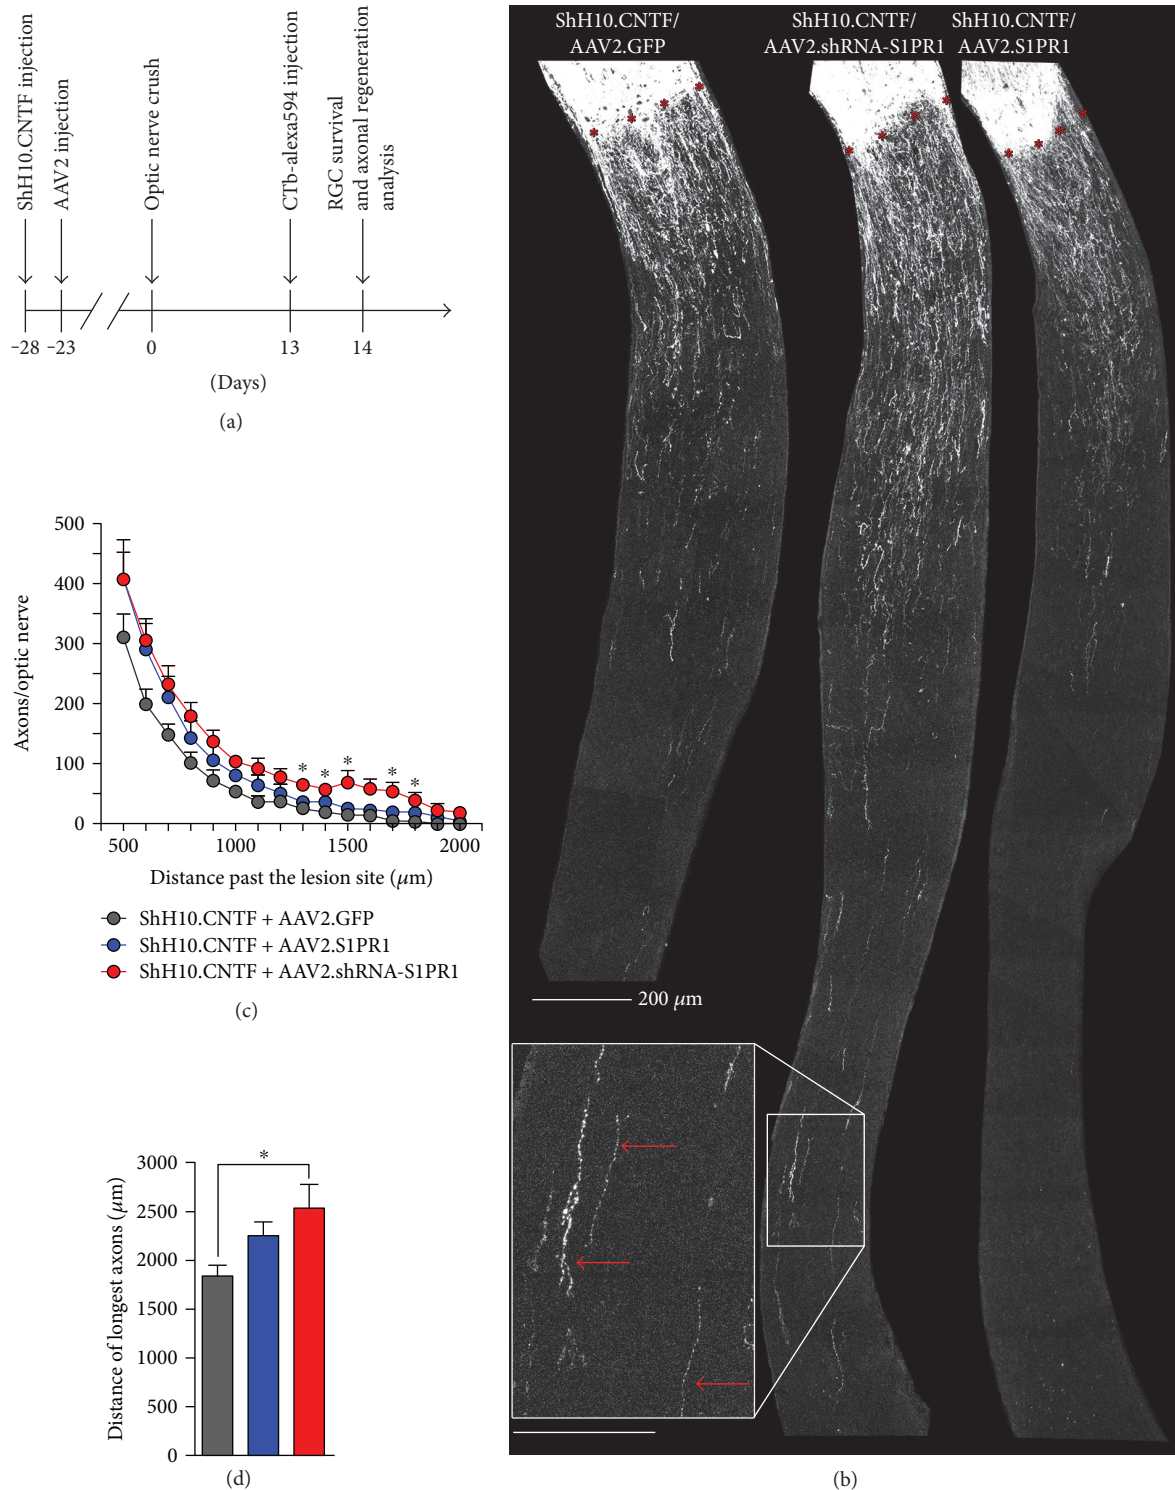 ShH10.CNTF injection
AAV2 injection
Optic nerve crush
CTb-alexa594 injection
RGC survival
and axonal regeneration
analysis
-28
-23
0
13
14
(Days)
(a)
ShH10.CNTF/
AAV2.GFP
ShH10.CNTF/
AAV2.shRNA-S1PR1
ShH10.CNTF/
AAV2.S1PR1
* * * *
* * * *
* * * *
200 μm
(b)
Axons/optic nerve
500
400
300
200
100
0
* * * * *
500
1000
1500
2000
Distance past the lesion site (μm)
ShH10.CNTF + AAV2.GFP
ShH10.CNTF + AAV2.S1PR1
ShH10.CNTF + AAV2.shRNA-S1PR1
(c)
Distance of longest axons (μm)
3000
2500
2000
1500
1000
500
0
*
(d)